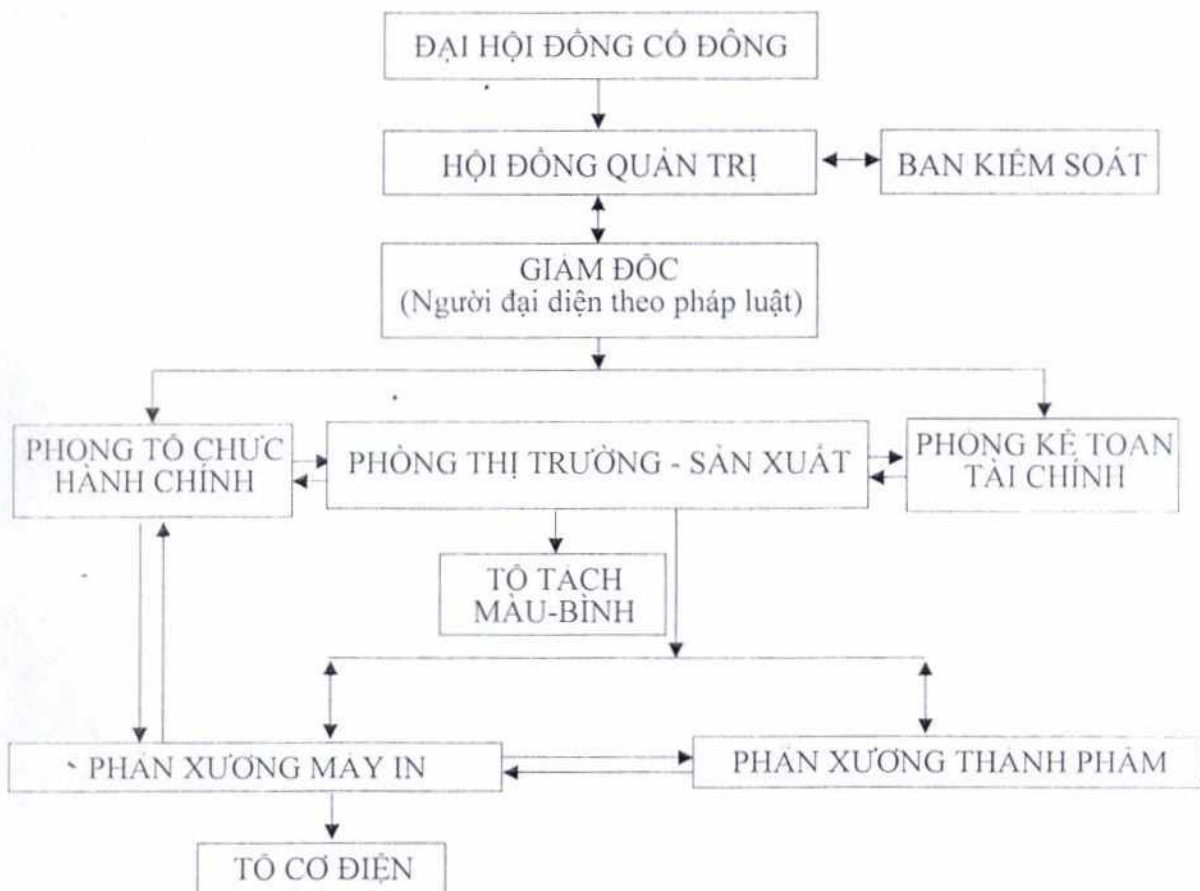 ĐẠI HỘI ĐỒNG CỔ ĐÔNG
HỘI ĐỒNG QUẢN TRỊ
BAN KIỂM SOÁT
GIÁM ĐỐC
(Người đại diện theo pháp luật)
PHÒNG TỔ CHỨC
HÀNH CHÍNH
PHÒNG THỊ TRƯỜNG - SẢN XUẤT
PHÒNG KẾ TOÁN
TÀI CHÍNH
TỔ TÁCH
MÀU-BÌNH
PHÂN XƯỞNG MÁY IN
PHÂN XƯỞNG THÀNH PHẨM
TỔ CƠ ĐIỆN